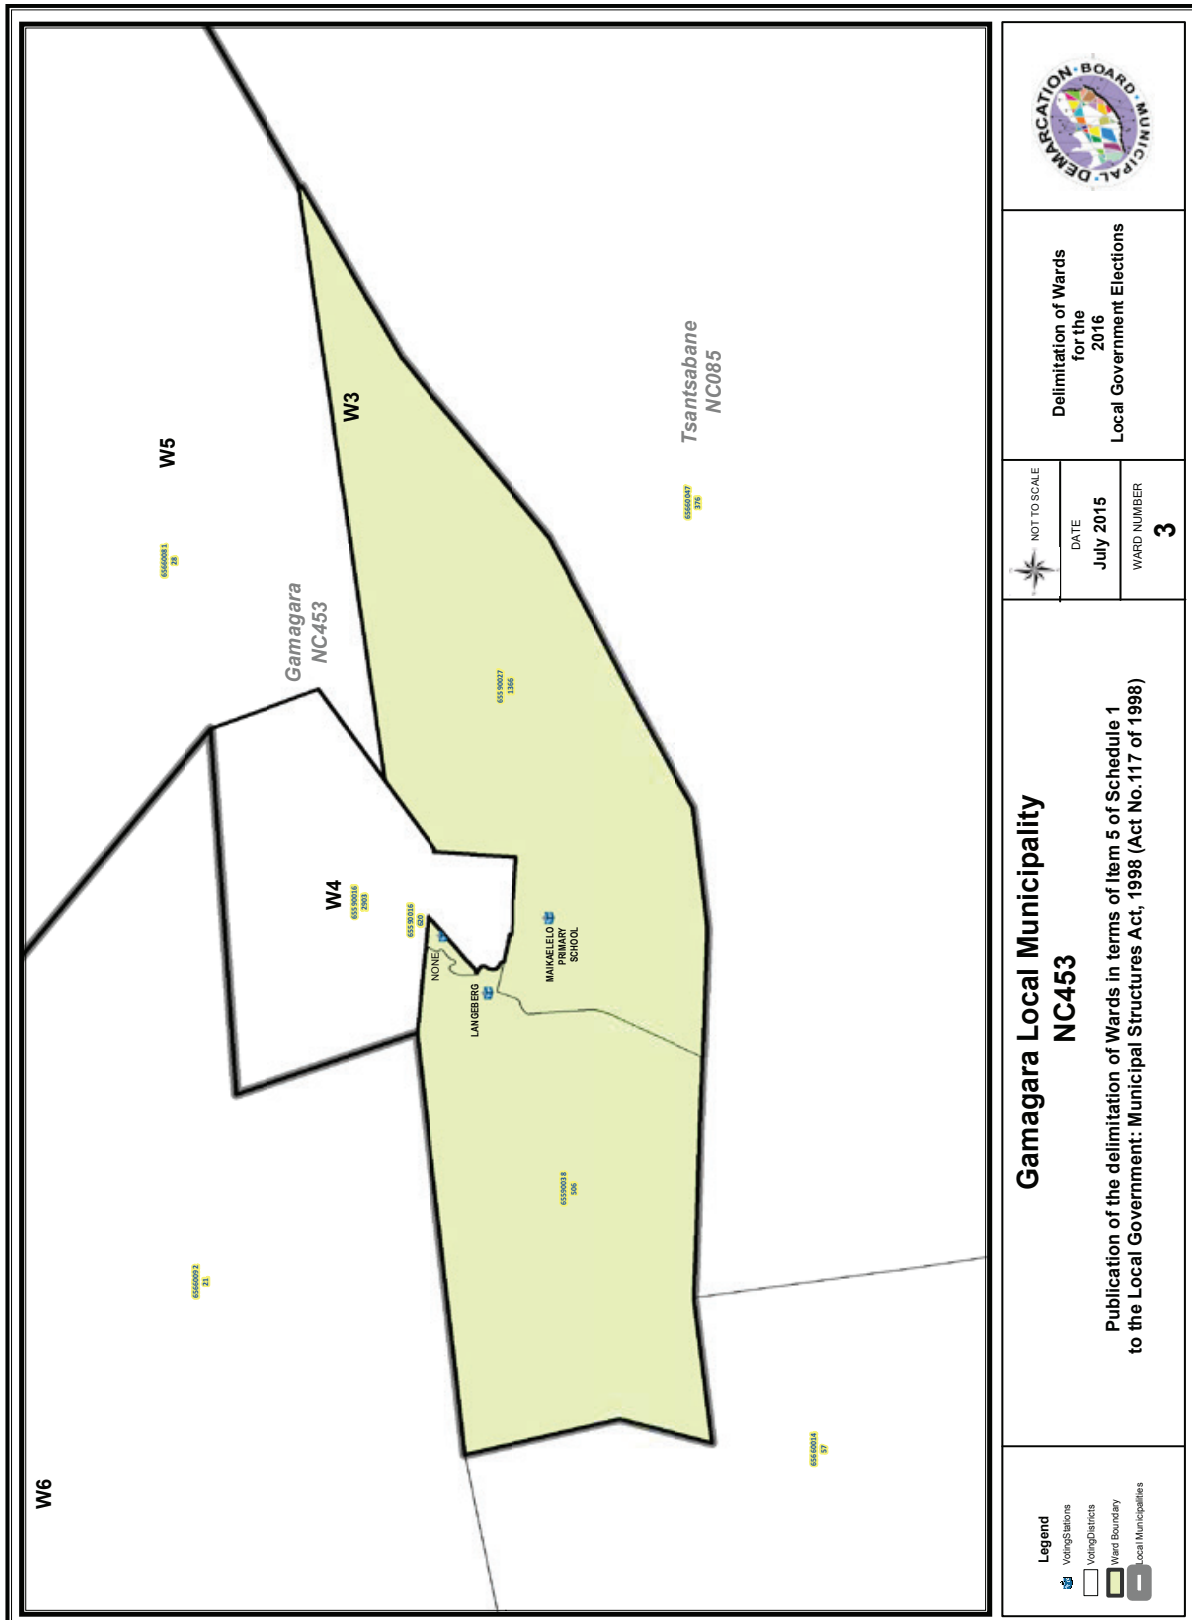 W6
W5
65660081
28
65660092
21
Gamagara
NC453
W3
W4
65590016
2903
65590016
620
NONE
LANGEBERG
MAIKAELELO
PRIMARY
SCHOOL
65590027
1366
65590038
506
Tsantsabane
NC085
65660047
376
65660014
57
Legend
VotingStations
VotingDistricts
Ward Boundary
Local Municipalities
Gamagara Local Municipality
NC453
Publication of the delimitation of Wards in terms of Item 5 of Schedule 1
to the Local Government: Municipal Structures Act, 1998 (Act No.117 of 1998)
NOT TO SCALE
DATE
July 2015
WARD NUMBER
3
Delimitation of Wards
for the
2016
Local Government Elections
MUNICIPAL · DEMARCATION · BOARD ·